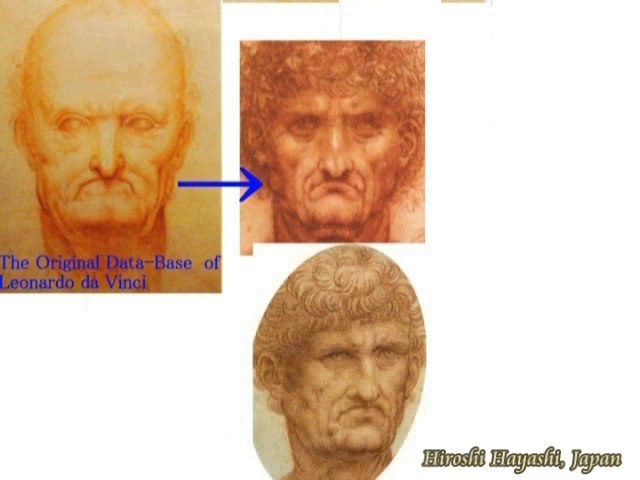 The Original Data-Base of
Leonardo da Vinci
Hiroshi Hayashi, Japan